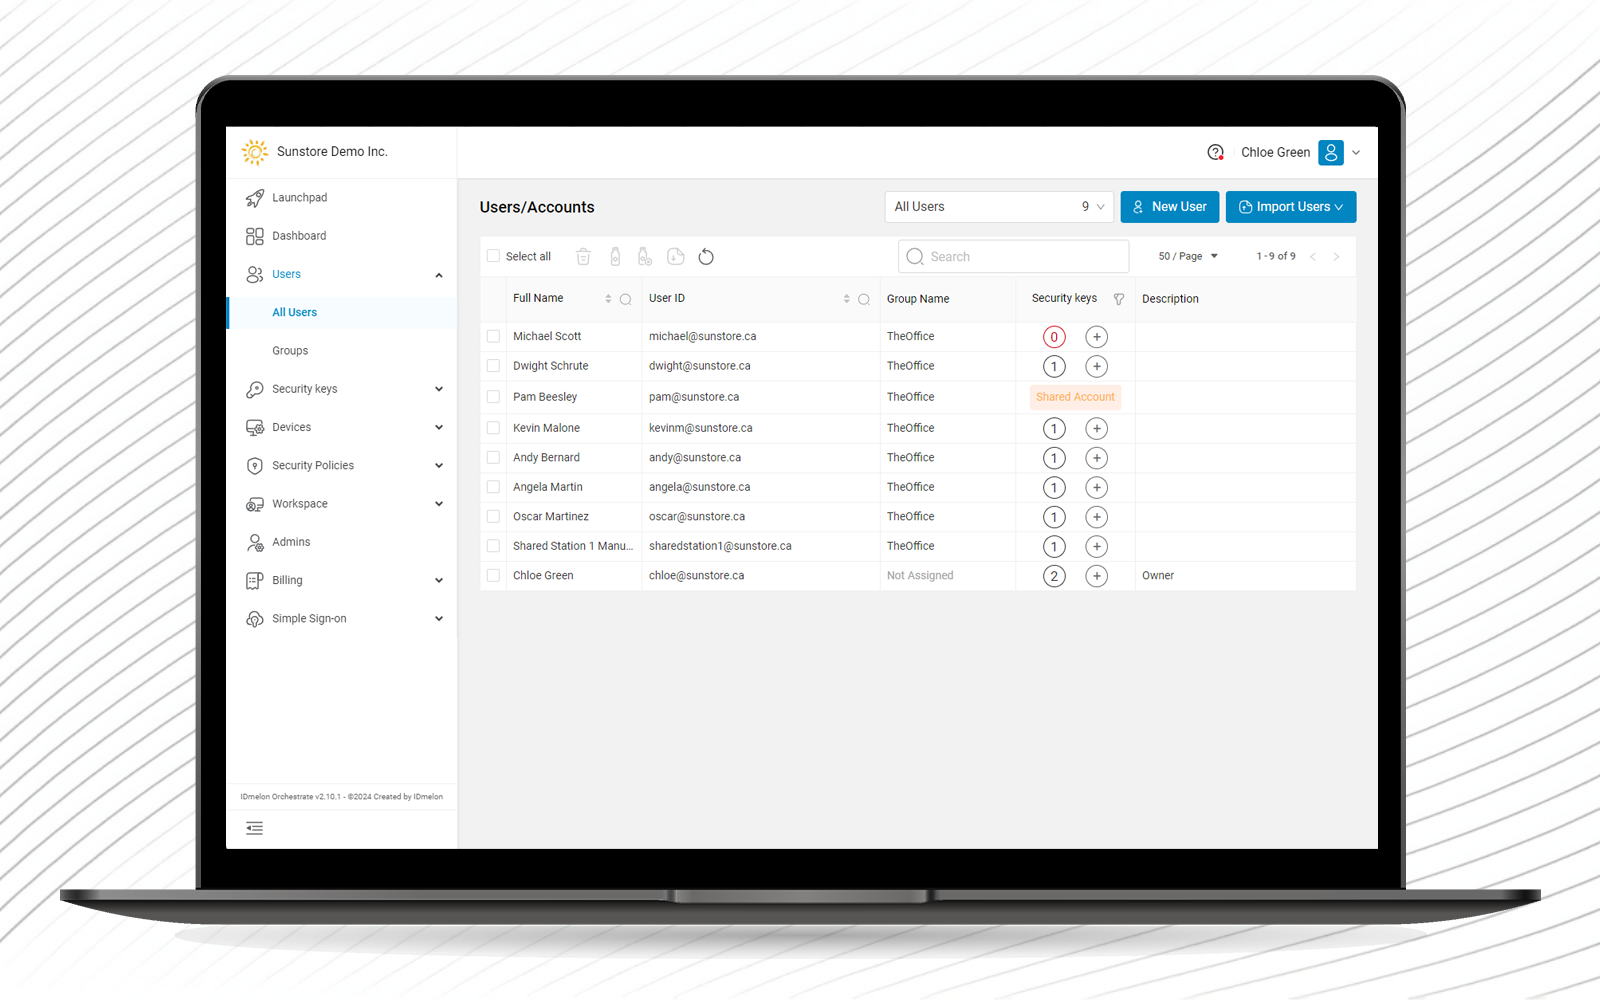 Sunstore Demo Inc.
Chloe Green
Launchpad
Dashboard
Users
All Users
Groups
Security keys
Devices
Security Policies
Workspace
Admins
Billing
Simple Sign-on
IDmelon Orchestrate v2.10.1 - ©2024 Created by IDmelon
Users/Accounts
All Users 9
New User
Import Users
Select all
Search
50 / Page
1-9 of 9
Full Name User ID Group Name Security keys Description
Michael Scott michael@sunstore.ca TheOffice 0 +
Dwight Schrute dwight@sunstore.ca TheOffice 1 +
Pam Beesley pam@sunstore.ca TheOffice Shared Account
Kevin Malone kevinm@sunstore.ca TheOffice 1 +
Andy Bernard andy@sunstore.ca TheOffice 1 +
Angela Martin angela@sunstore.ca TheOffice 1 +
Oscar Martinez oscar@sunstore.ca TheOffice 1 +
Shared Station 1 Manu... sharedstation1@sunstore.ca TheOffice 1 +
Chloe Green chloe@sunstore.ca Not Assigned 2 + Owner